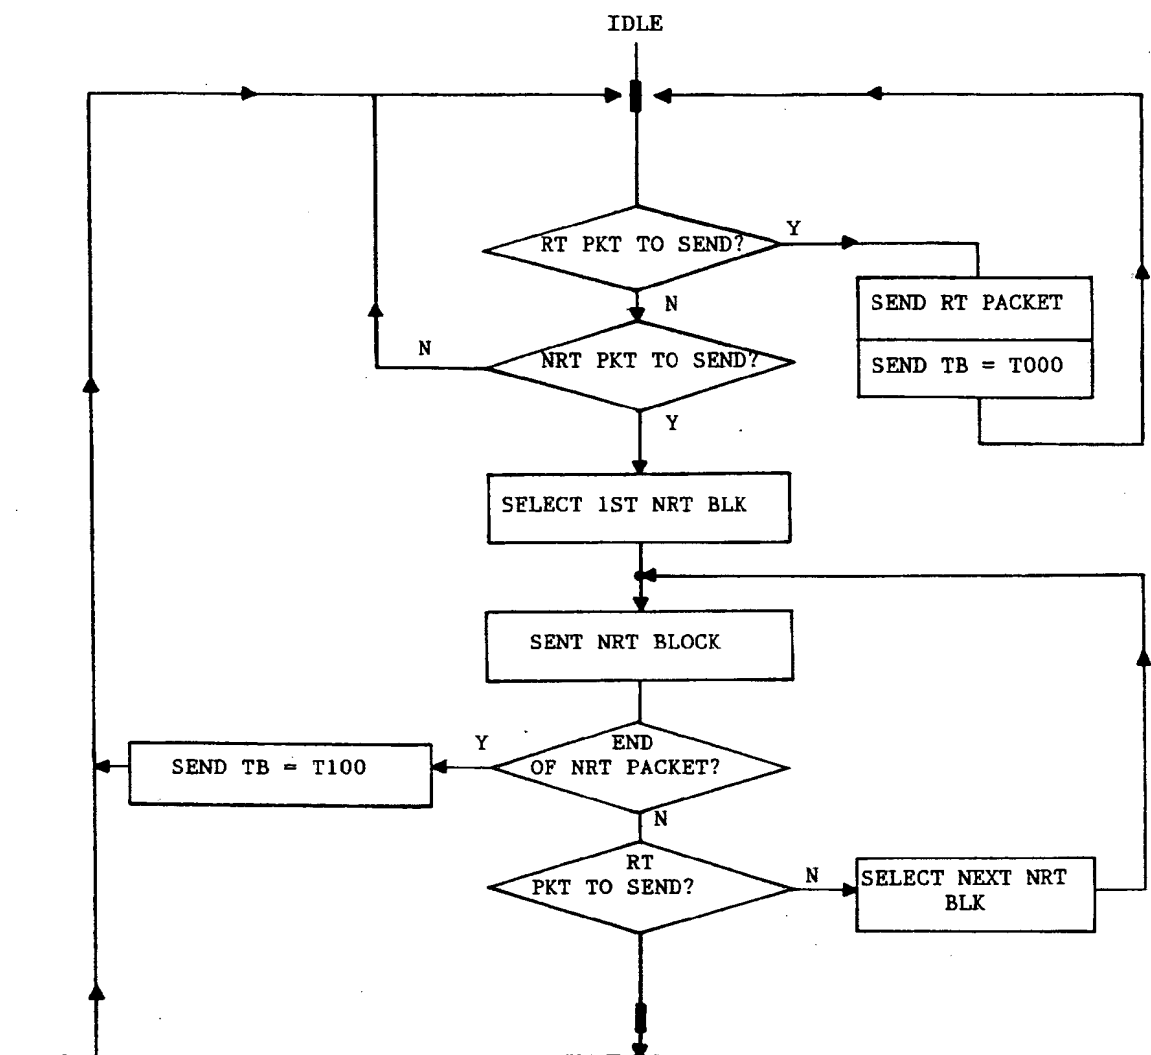 IDLE
RT PKT TO SEND?
Y
N
SEND RT PACKET
SEND TB = T000
NRT PKT TO SEND?
N
Y
SELECT 1ST NRT BLK
SENT NRT BLOCK
END
OF NRT PACKET?
Y
SEND TB = T100
N
RT
PKT TO SEND?
N
SELECT NEXT NRT
BLK